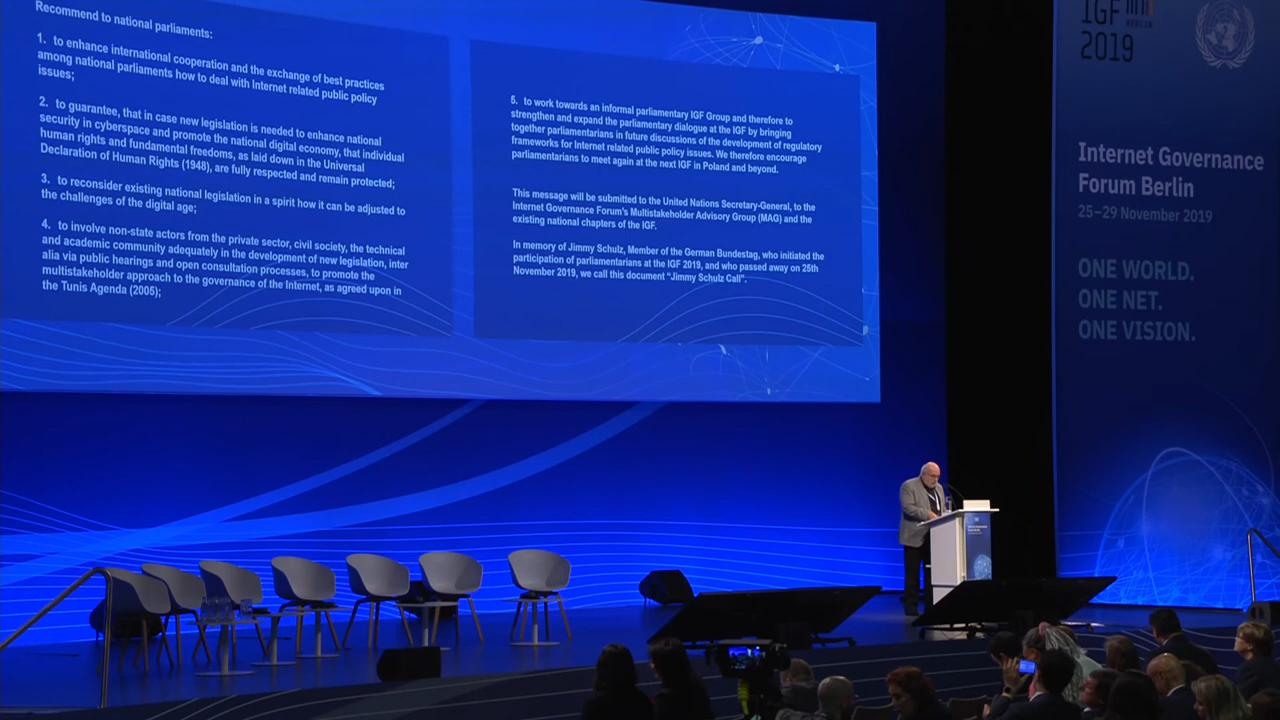 Recommend to national parliaments:
1. to enhance international cooperation and the exchange of best practices
among national parliaments how to deal with Internet related public policy
issues;
2. to guarantee, that in case new legislation is needed to enhance national
security in cyberspace and promote the national digital economy, that individual
human rights and fundamental freedoms, as laid down in the Universal
Declaration of Human Rights (1948), are fully respected and remain protected;
3. to reconsider existing national legislation in a spirit how it can be adjusted to
the challenges of the digital age;
4. to involve non-state actors from the private sector, civil society, the technical
and academic community adequately in the development of new legislation, inter
alia via public hearings and open consultation processes, to promote the
multistakeholder approach to the governance of the Internet, as agreed upon in
the Tunis Agenda (2005);
5. to work towards an informal parliamentary IGF Group and therefore to
strengthen and expand the parliamentary dialogue at the IGF by bringing
together parliamentarians in future discussions of the development of regulatory
frameworks for Internet related public policy issues. We therefore encourage
parliamentarians to meet again at the next IGF in Poland and beyond.
This message will be submitted to the United Nations Secretary-General, to the
Internet Governance Forum's Multistakeholder Advisory Group (MAG) and the
existing national chapters of the IGF.
In memory of Jimmy Schulz, Member of the German Bundestag, who initiated the
participation of parliamentarians at the IGF 2019, and who passed away on 25th
November 2019, we call this document "Jimmy Schulz Call".
IGF
BERLIN
2019
Internet Governance
Forum Berlin
25–29 November 2019
ONE WORLD.
ONE NET.
ONE VISION.